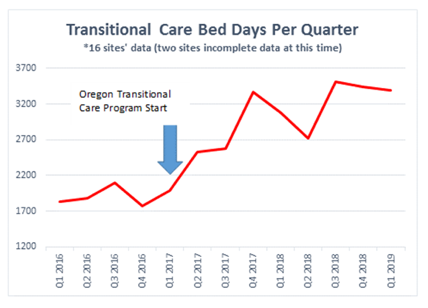 Transitional Care Bed Days Per Quarter
*16 sites' data (two sites incomplete data at this time)
3700
Oregon Transitional
Care Program Start
3200
2700
2200
1700
1200
Q1 2016
Q2 2016
Q3 2016
Q4 2016
Q1 2017
Q2 2017
Q3 2017
Q4 2017
Q1 2018
Q2 2018
Q3 2018
Q4 2018
Q1 2019